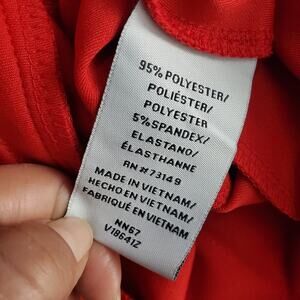 95% POLYESTER/
POLIÉSTER/
POLYESTER
5% SPANDEX/
ELASTANO/
ÉLASTHANNE
RN #73149
MADE IN VIETNAM/
HECHO EN VIETNAM/
FABRIQUÉ EN VIETNAM
NN67
V18641Z